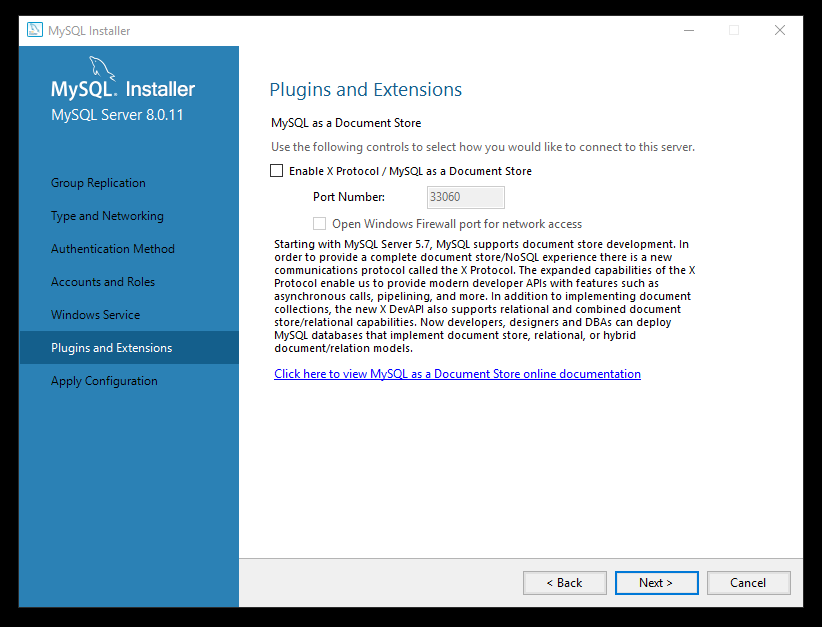 MySQL Installer
MySQL. Installer
MySQL Server 8.0.11
Group Replication
Type and Networking
Authentication Method
Accounts and Roles
Windows Service
Plugins and Extensions
Apply Configuration
Plugins and Extensions
MySQL as a Document Store
Use the following controls to select how you would like to connect to this server.
Enable X Protocol / MySQL as a Document Store
Port Number: 33060
Open Windows Firewall port for network access
Starting with MySQL Server 5.7, MySQL supports document store development. In
order to provide a complete document store/NoSQL experience there is a new
communications protocol called the X Protocol. The expanded capabilities of the X
Protocol enable us to provide modern developer APIs with features such as
asynchronous calls, pipelining, and more. In addition to implementing document
collections, the new X DevAPI also supports relational and combined document
store/relational capabilities. Now developers, designers and DBAs can deploy
MySQL databases that implement document store, relational, or hybrid
document/relation models.
Click here to view MySQL as a Document Store online documentation
< Back Next > Cancel